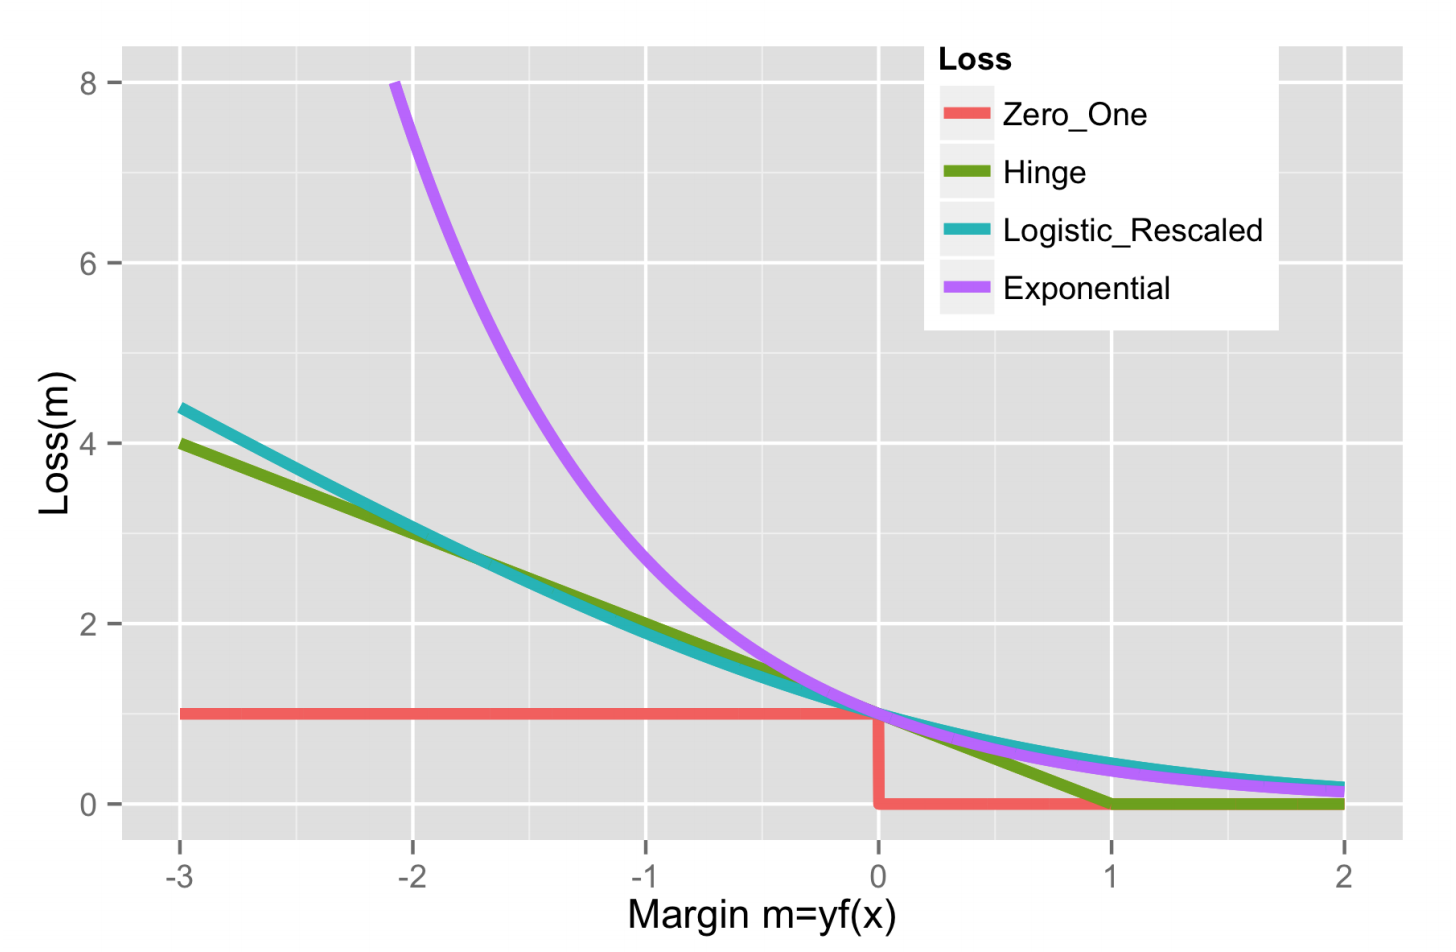 Loss
Zero_One
Hinge
Logistic_Rescaled
Exponential
8
6
4
2
0
Loss(m)
-3 -2 -1 0 1 2
Margin m=yf(x)